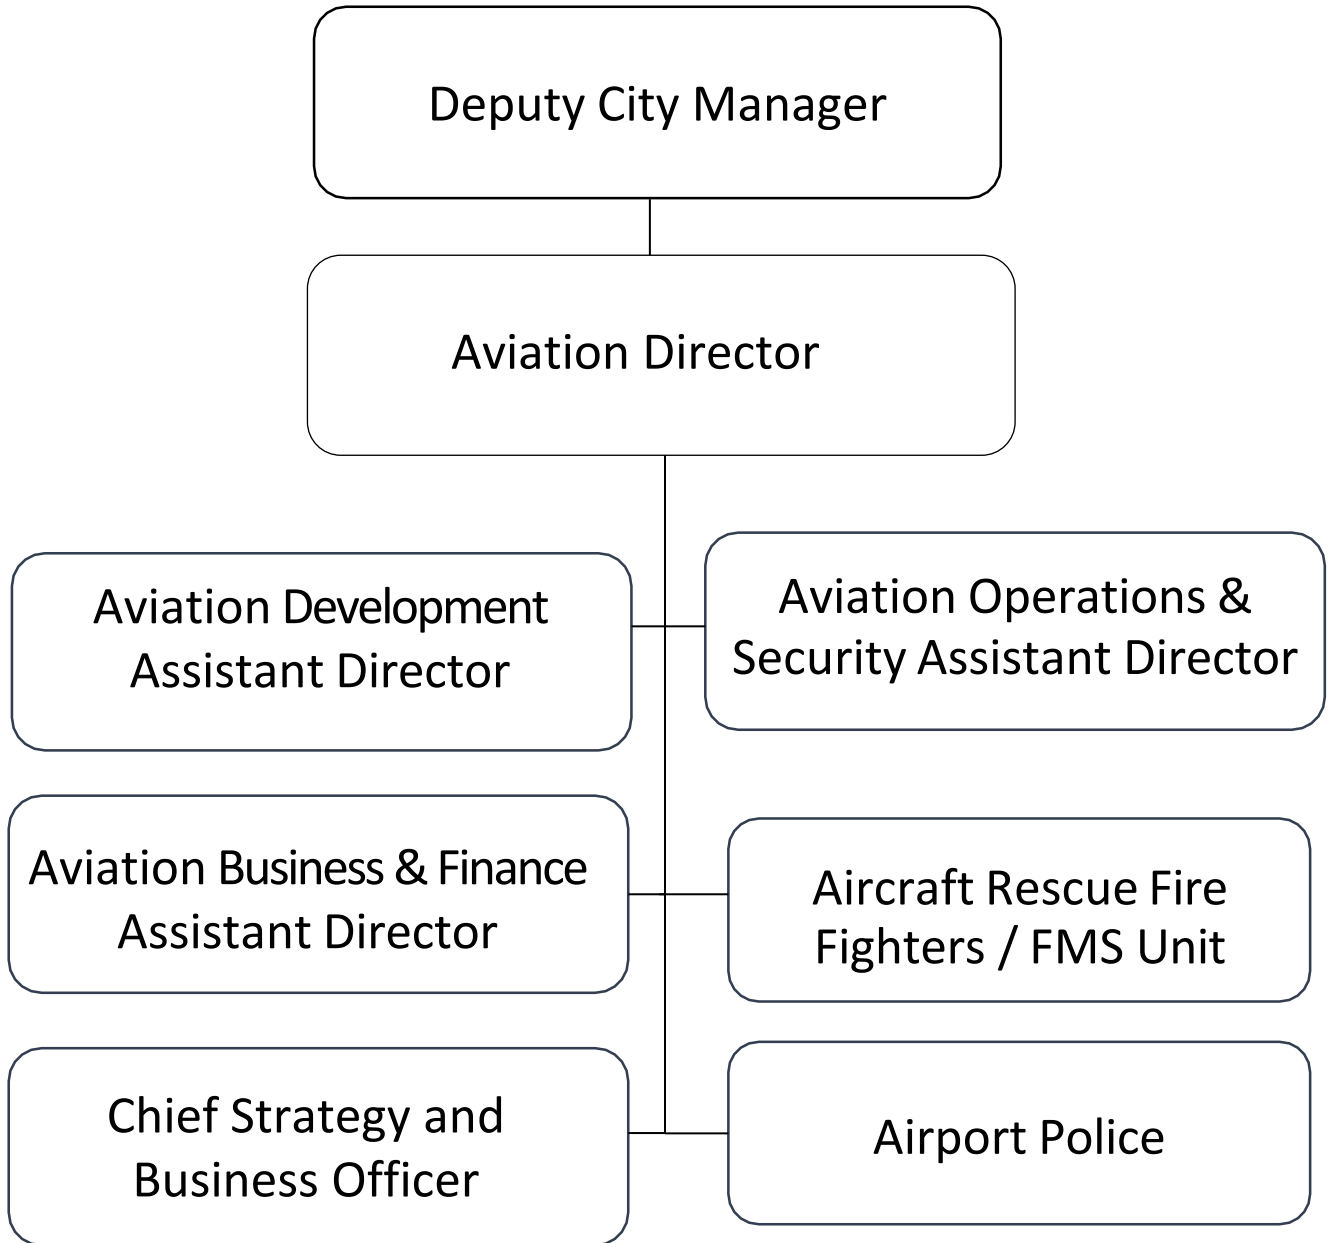 Deputy City Manager
Aviation Director
Aviation Development
Assistant Director
Aviation Operations &
Security Assistant Director
Aviation Business & Finance
Assistant Director
Aircraft Rescue Fire
Fighters / FMS Unit
Chief Strategy and
Business Officer
Airport Police